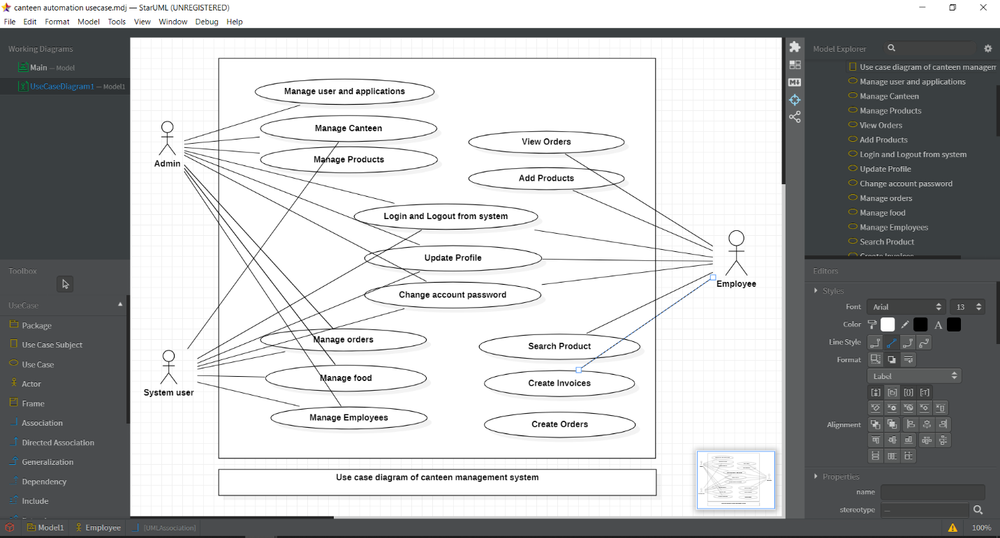 canteen automation usecase.mdj — StarUML (UNREGISTERED)
File Edit Format Model Tools View Window Debug Help
Working Diagrams
Main — Model
UseCaseDiagram1 — Model1
Toolbox
UseCase
Package
Use Case Subject
Use Case
Actor
Frame
Association
Directed Association
Generalization
Dependency
Include
Manage user and applications
Manage Canteen
Manage Products
View Orders
Add Products
Login and Logout from system
Update Profile
Change account password
Manage orders
Manage food
Manage Employees
Search Product
Create Invoices
Create Orders
Admin
System user
Employee
Use case diagram of canteen management system
Model Explorer
Use case diagram of canteen managem
Manage user and applications
Manage Canteen
Manage Products
View Orders
Add Products
Login and Logout from system
Update Profile
Change account password
Manage orders
Manage food
Manage Employees
Search Product
Create Invoices
Editors
Styles
Font Arial 13
Color A
Line Style
Format
Label
Alignment
Properties
name
stereotype —
Model1 Employee [UMLAssociation]
100%